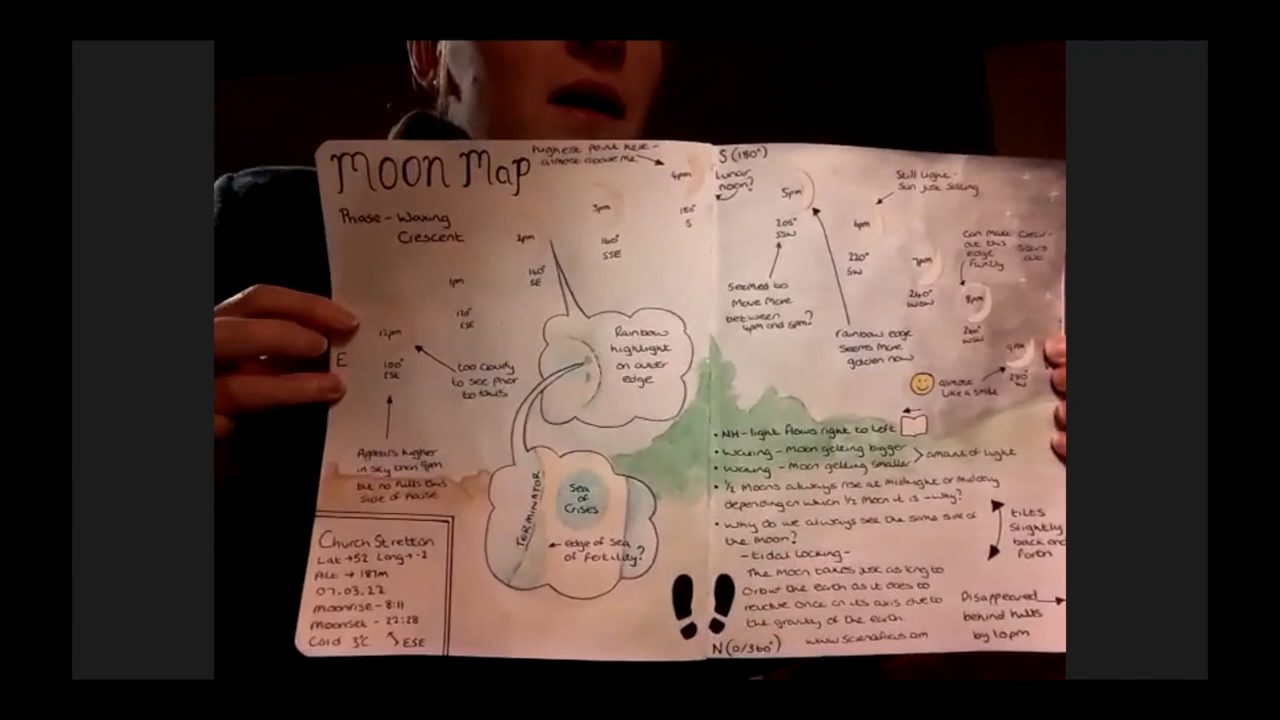 Moon Map
Phase - Waxing
Crescent
highest point here -
almost above me
4pm
180°
S
3pm
160°
SSE
2pm
140°
SE
1pm
120°
ESE
12pm
100°
ESE
E
too cloudy
to see prior
to this
Appears higher
in sky than 9pm
but no hills this
side of house
Rainbow
highlight
on outer
edge
TERMINATOR
Sea
of
Crises
edge of Sea
of Fertility?
Church Stretton
Lat → 52 Long → -2
Alt → 187m
07.03.22
Moonrise - 8:11
Moonset - 22:28
Cold 3°C
ESE
S (180°)
Lunar
noon?
5pm
205°
SSW
Seemed to
move more
between
4pm and 5pm?
Still light -
Sun just setting
6pm
220°
SW
rainbow edge
seems more
golden now
7pm
240°
WSW
Can make
out this
edge
faintly
Stars
out
8pm
260°
WSW
9pm
W
almost
like a smile
• NH - light flows right to left
• Waxing - Moon getting bigger
• Waning - Moon getting smaller
amount of light
• ½ Moons always rise at Midnight or Midday
depending on which ½ Moon it is - why?
• Why do we always see the same side of
the moon?
- tidal locking -
The Moon takes just as long to
orbit the earth as it does to
revolve once on its axis due to
the gravity of the earth.
tilts
slightly
back and
forth
Disappeared
behind hills
by 10pm
N (0/360°)